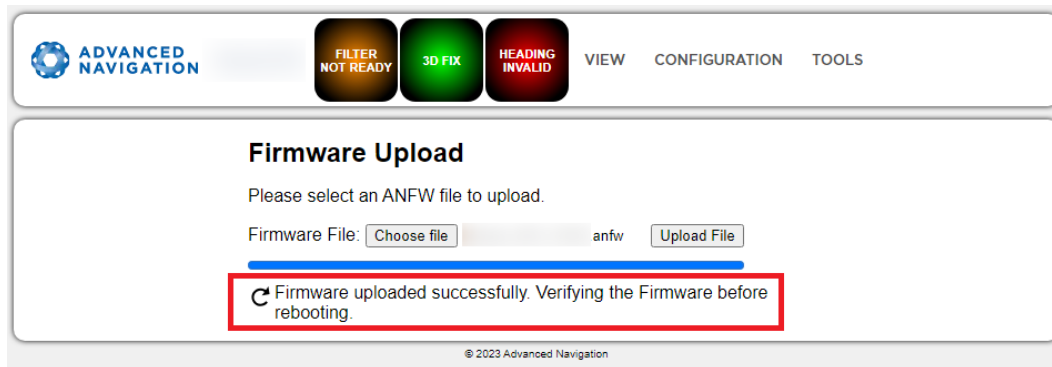 ADVANCED
NAVIGATION
FILTER
NOT READY
3D FIX
HEADING
INVALID
VIEW
CONFIGURATION
TOOLS
Firmware Upload
Please select an ANFW file to upload.
Firmware File: Choose file anfw Upload File
Firmware uploaded successfully. Verifying the Firmware before
rebooting.
© 2023 Advanced Navigation